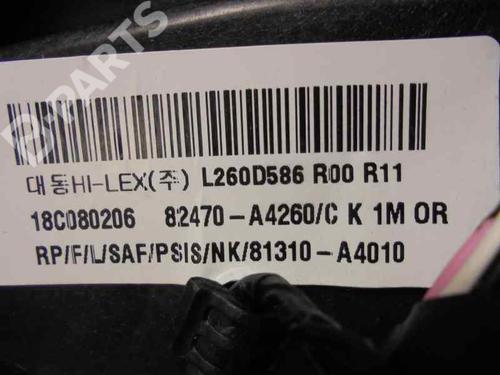 B-PARTS
대동HI-LEX(주) L260D586 R00 R11
18C080206 82470-A4260/C K 1M OR
RP/F/L/SAF/PSIS/NK/81310-A4010